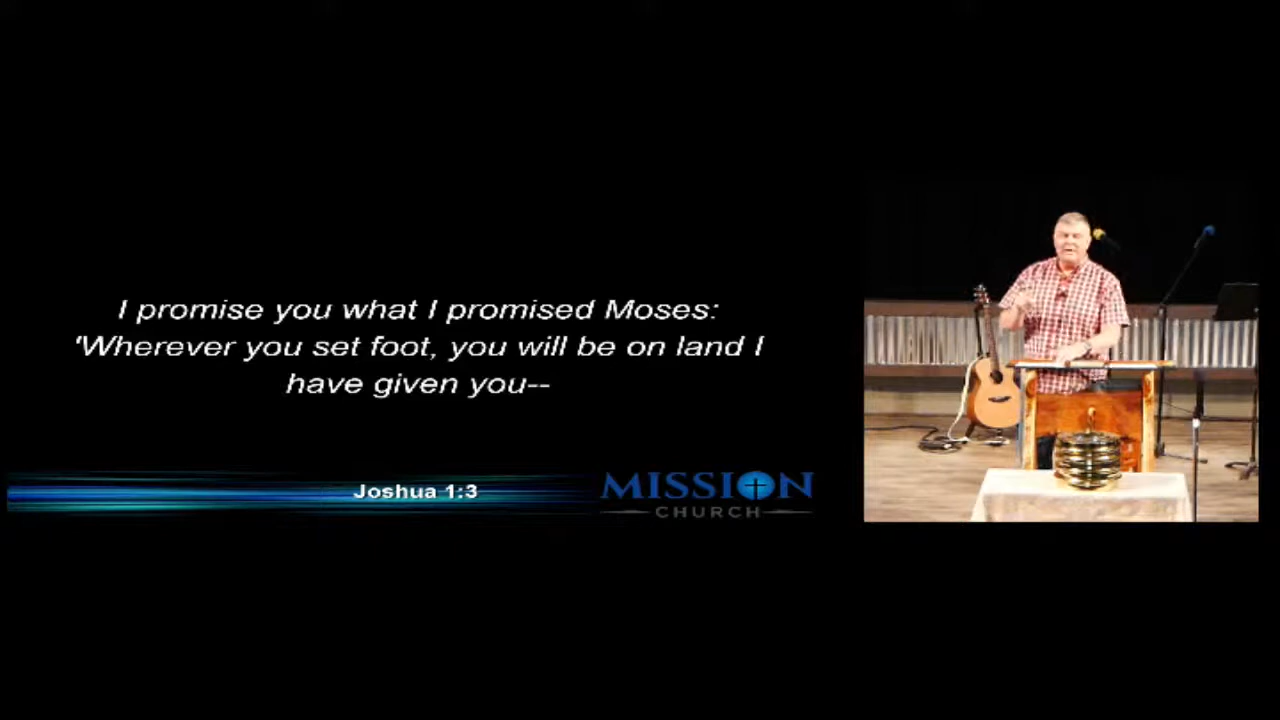 I promise you what I promised Moses:
'Wherever you set foot, you will be on land I
have given you--
Joshua 1:3
MISSION
CHURCH